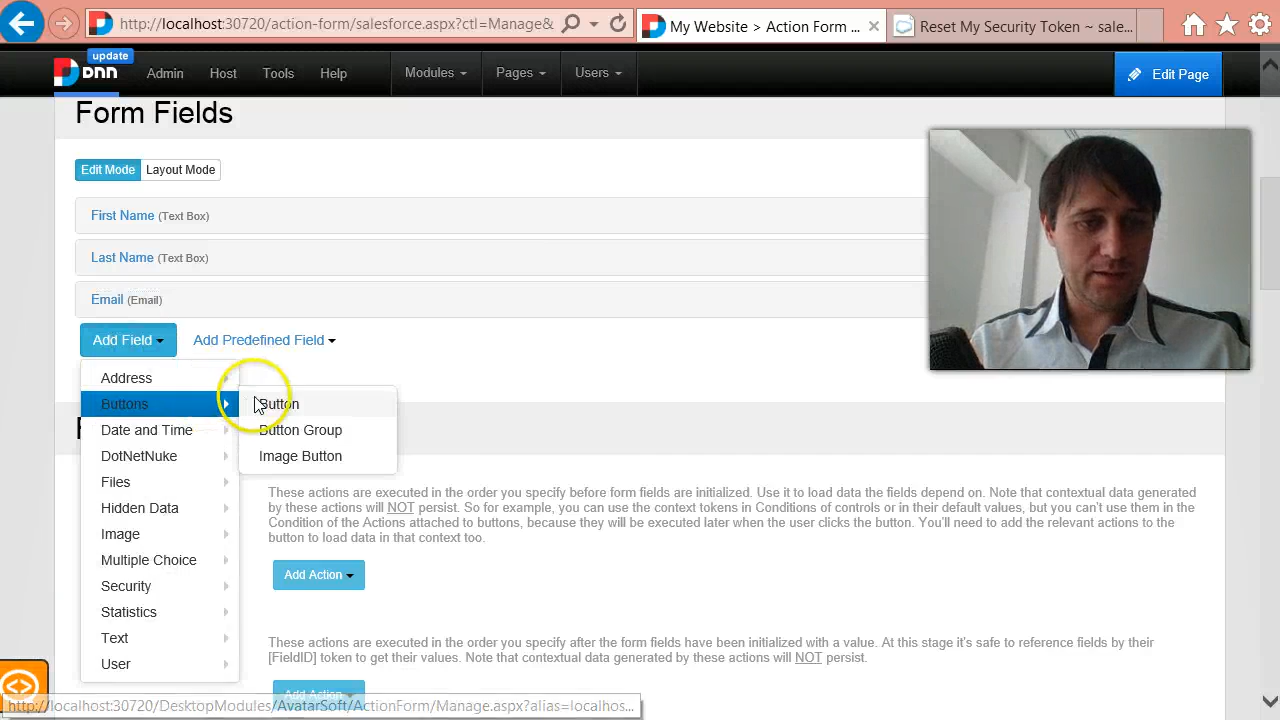 http://localhost:30720/action-form/salesforce.aspx?ctl=Manage&
My Website > Action Form ...
Reset My Security Token ~ sale...
update
DNN
Admin
Host
Tools
Help
Modules
Pages
Users
Edit Page
Form Fields
Edit Mode
Layout Mode
First Name (Text Box)
Last Name (Text Box)
Email (Email)
Add Field
Add Predefined Field
Address
Buttons
Button
Date and Time
Button Group
DotNetNuke
Image Button
Files
Hidden Data
Image
Multiple Choice
Security
Statistics
Text
User
These actions are executed in the order you specify before form fields are initialized. Use it to load data the fields depend on. Note that contextual data generated
by these actions will NOT persist. So for example, you can use the context tokens in Conditions of controls or in their default values, but you can't use them in the
Condition of the Actions attached to buttons, because they will be executed later when the user clicks the button. You'll need to add the relevant actions to the
button to load data in that context too.
Add Action
These actions are executed in the order you specify after the form fields have been initialized with a value. At this stage it's safe to reference fields by their
[FieldID] token to get their values. Note that contextual data generated by these actions will NOT persist.
Add Action
http://localhost:30720/DesktopModules/AvatarSoft/ActionForm/Manage.aspx?alias=localhos...